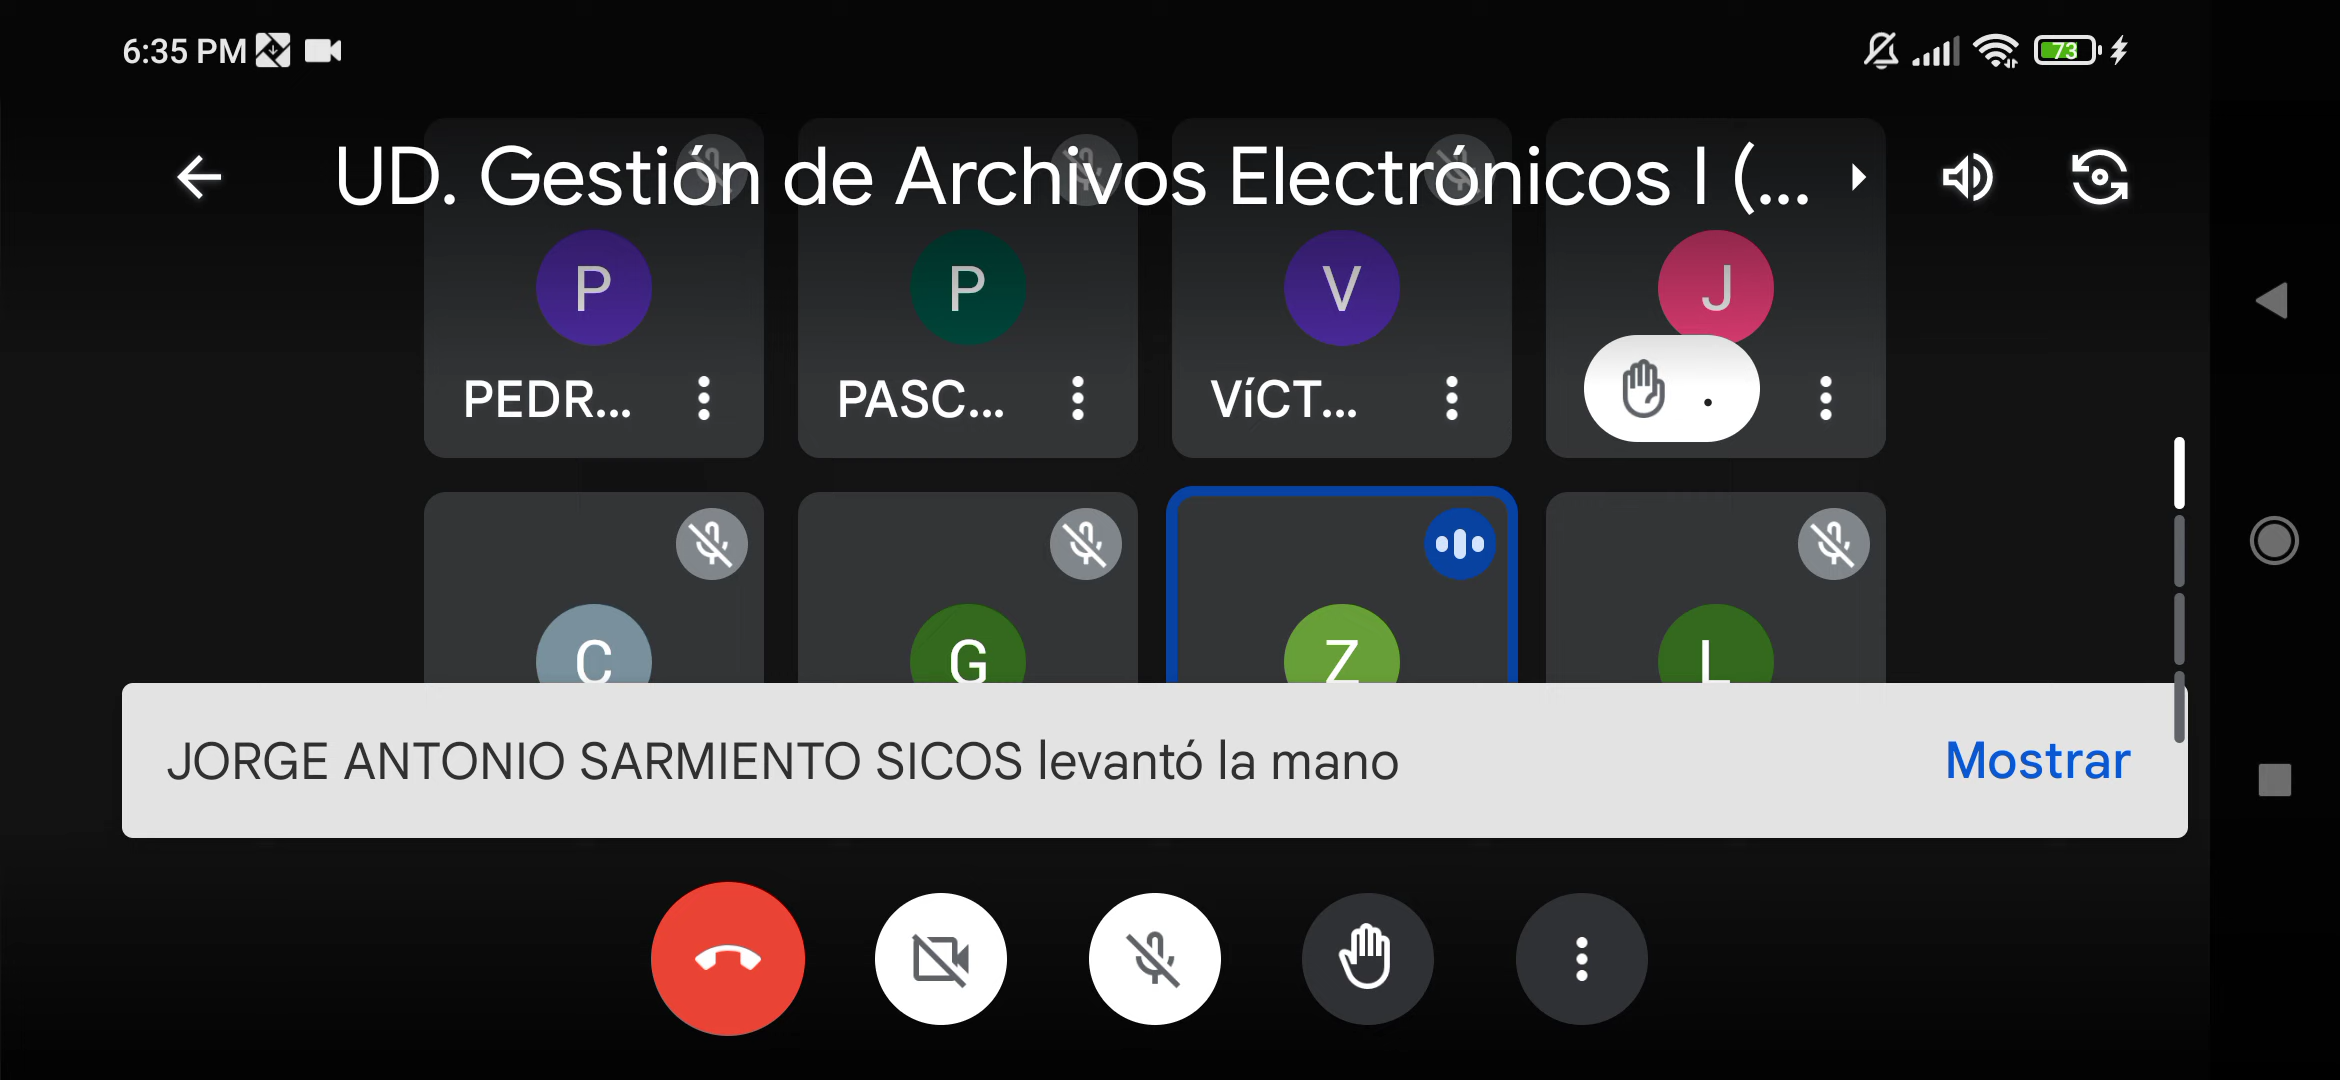 6:35 PM
73
UD. Gestión de Archivos Electrónicos I (...
P
P
V
J
PEDR...
PASC...
VíCT...
.
C
G
Z
L
JORGE ANTONIO SARMIENTO SICOS levantó la mano
Mostrar